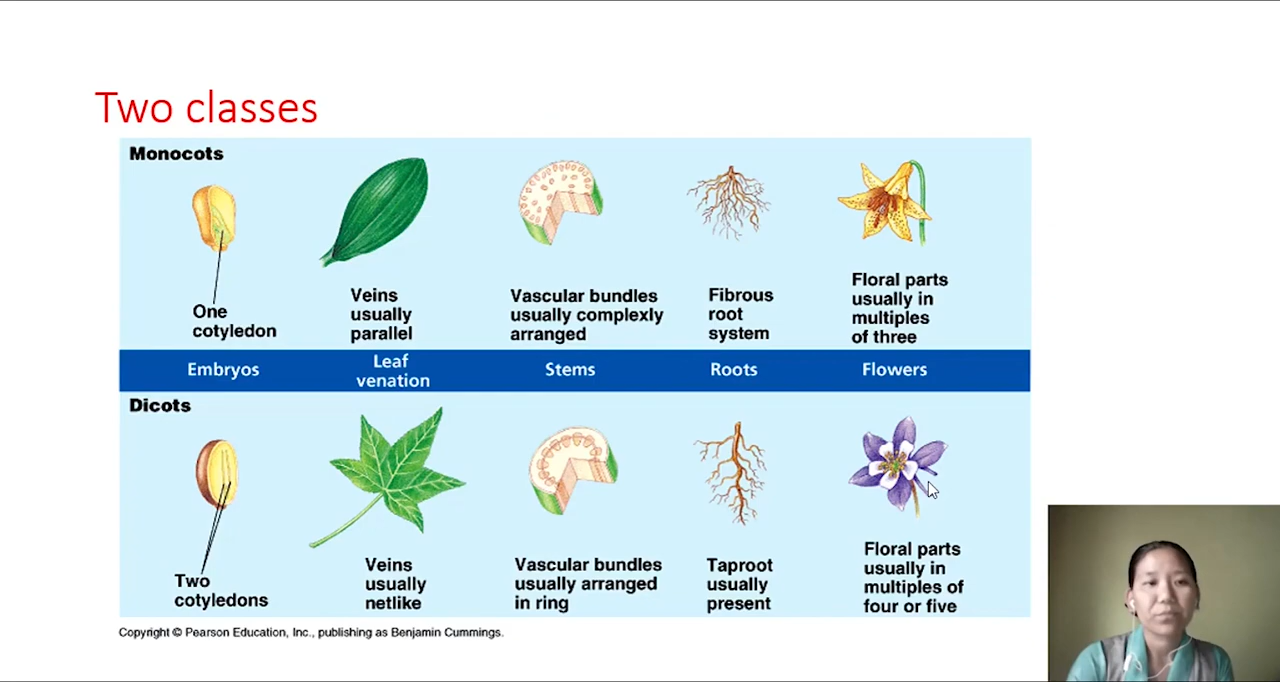 Two classes
Monocots
One
cotyledon
Veins
usually
parallel
Vascular bundles
usually complexly
arranged
Fibrous
root
system
Floral parts
usually in
multiples
of three
Embryos
Leaf
venation
Stems
Roots
Flowers
Dicots
Two
cotyledons
Veins
usually
netlike
Vascular bundles
usually arranged
in ring
Taproot
usually
present
Floral parts
usually in
multiples of
four or five
Copyright © Pearson Education, Inc., publishing as Benjamin Cummings.